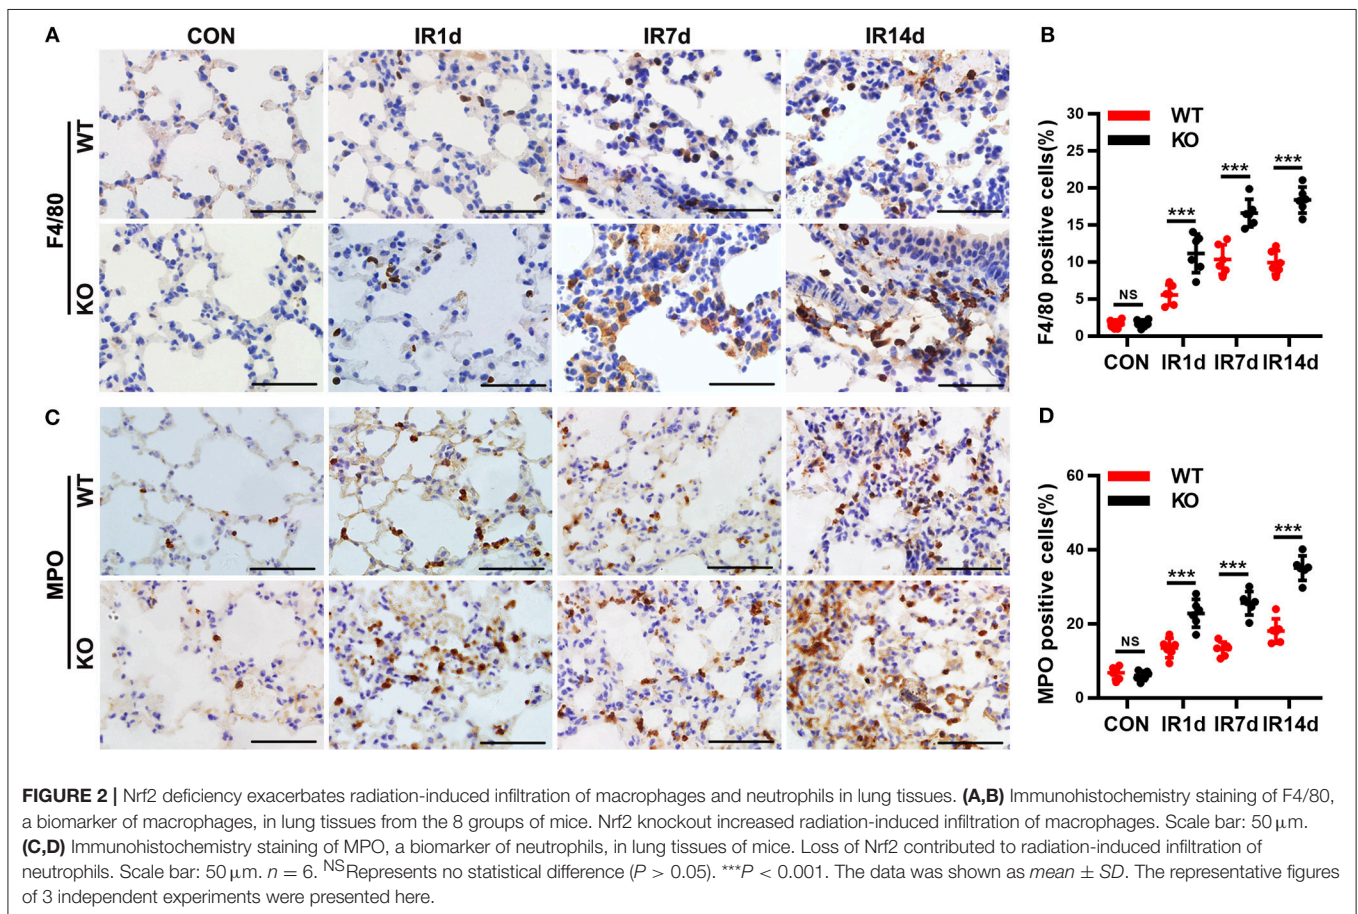 A
CON
IR1d
IR7d
IR14d
F4/80
WT
KO
B
WT
KO
F4/80 positive cells(%)
30
25
20
15
10
5
0
NS
***
***
***
CON
IR1d
IR7d
IR14d
C
MPO
WT
KO
D
WT
KO
MPO positive cells(%)
60
40
20
0
NS
***
***
***
CON
IR1d
IR7d
IR14d
FIGURE 2 | Nrf2 deficiency exacerbates radiation-induced infiltration of macrophages and neutrophils in lung tissues. (A,B) Immunohistochemistry staining of F4/80,
a biomarker of macrophages, in lung tissues from the 8 groups of mice. Nrf2 knockout increased radiation-induced infiltration of macrophages. Scale bar: 50 μm.
(C,D) Immunohistochemistry staining of MPO, a biomarker of neutrophils, in lung tissues of mice. Loss of Nrf2 contributed to radiation-induced infiltration of
neutrophils. Scale bar: 50 μm. n = 6. NSRepresents no statistical difference (P > 0.05). ***P < 0.001. The data was shown as mean ± SD. The representative figures
of 3 independent experiments were presented here.